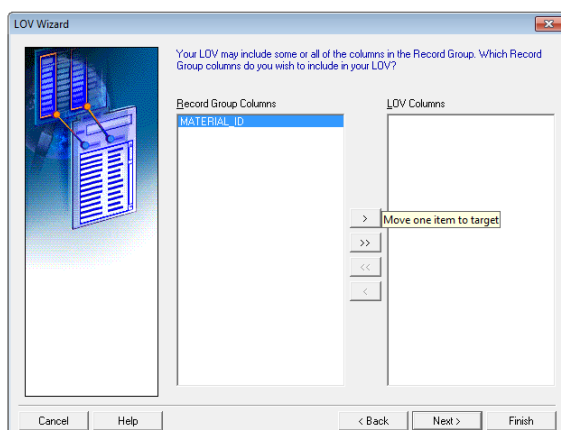 LOV Wizard
Your LOV may include some or all of the columns in the Record Group. Which Record
Group columns do you wish to include in your LOV?
Record Group Columns
LOV Columns
MATERIAL_ID
>
Move one item to target
>>
<<
<
Cancel
Help
< Back
Next >
Finish